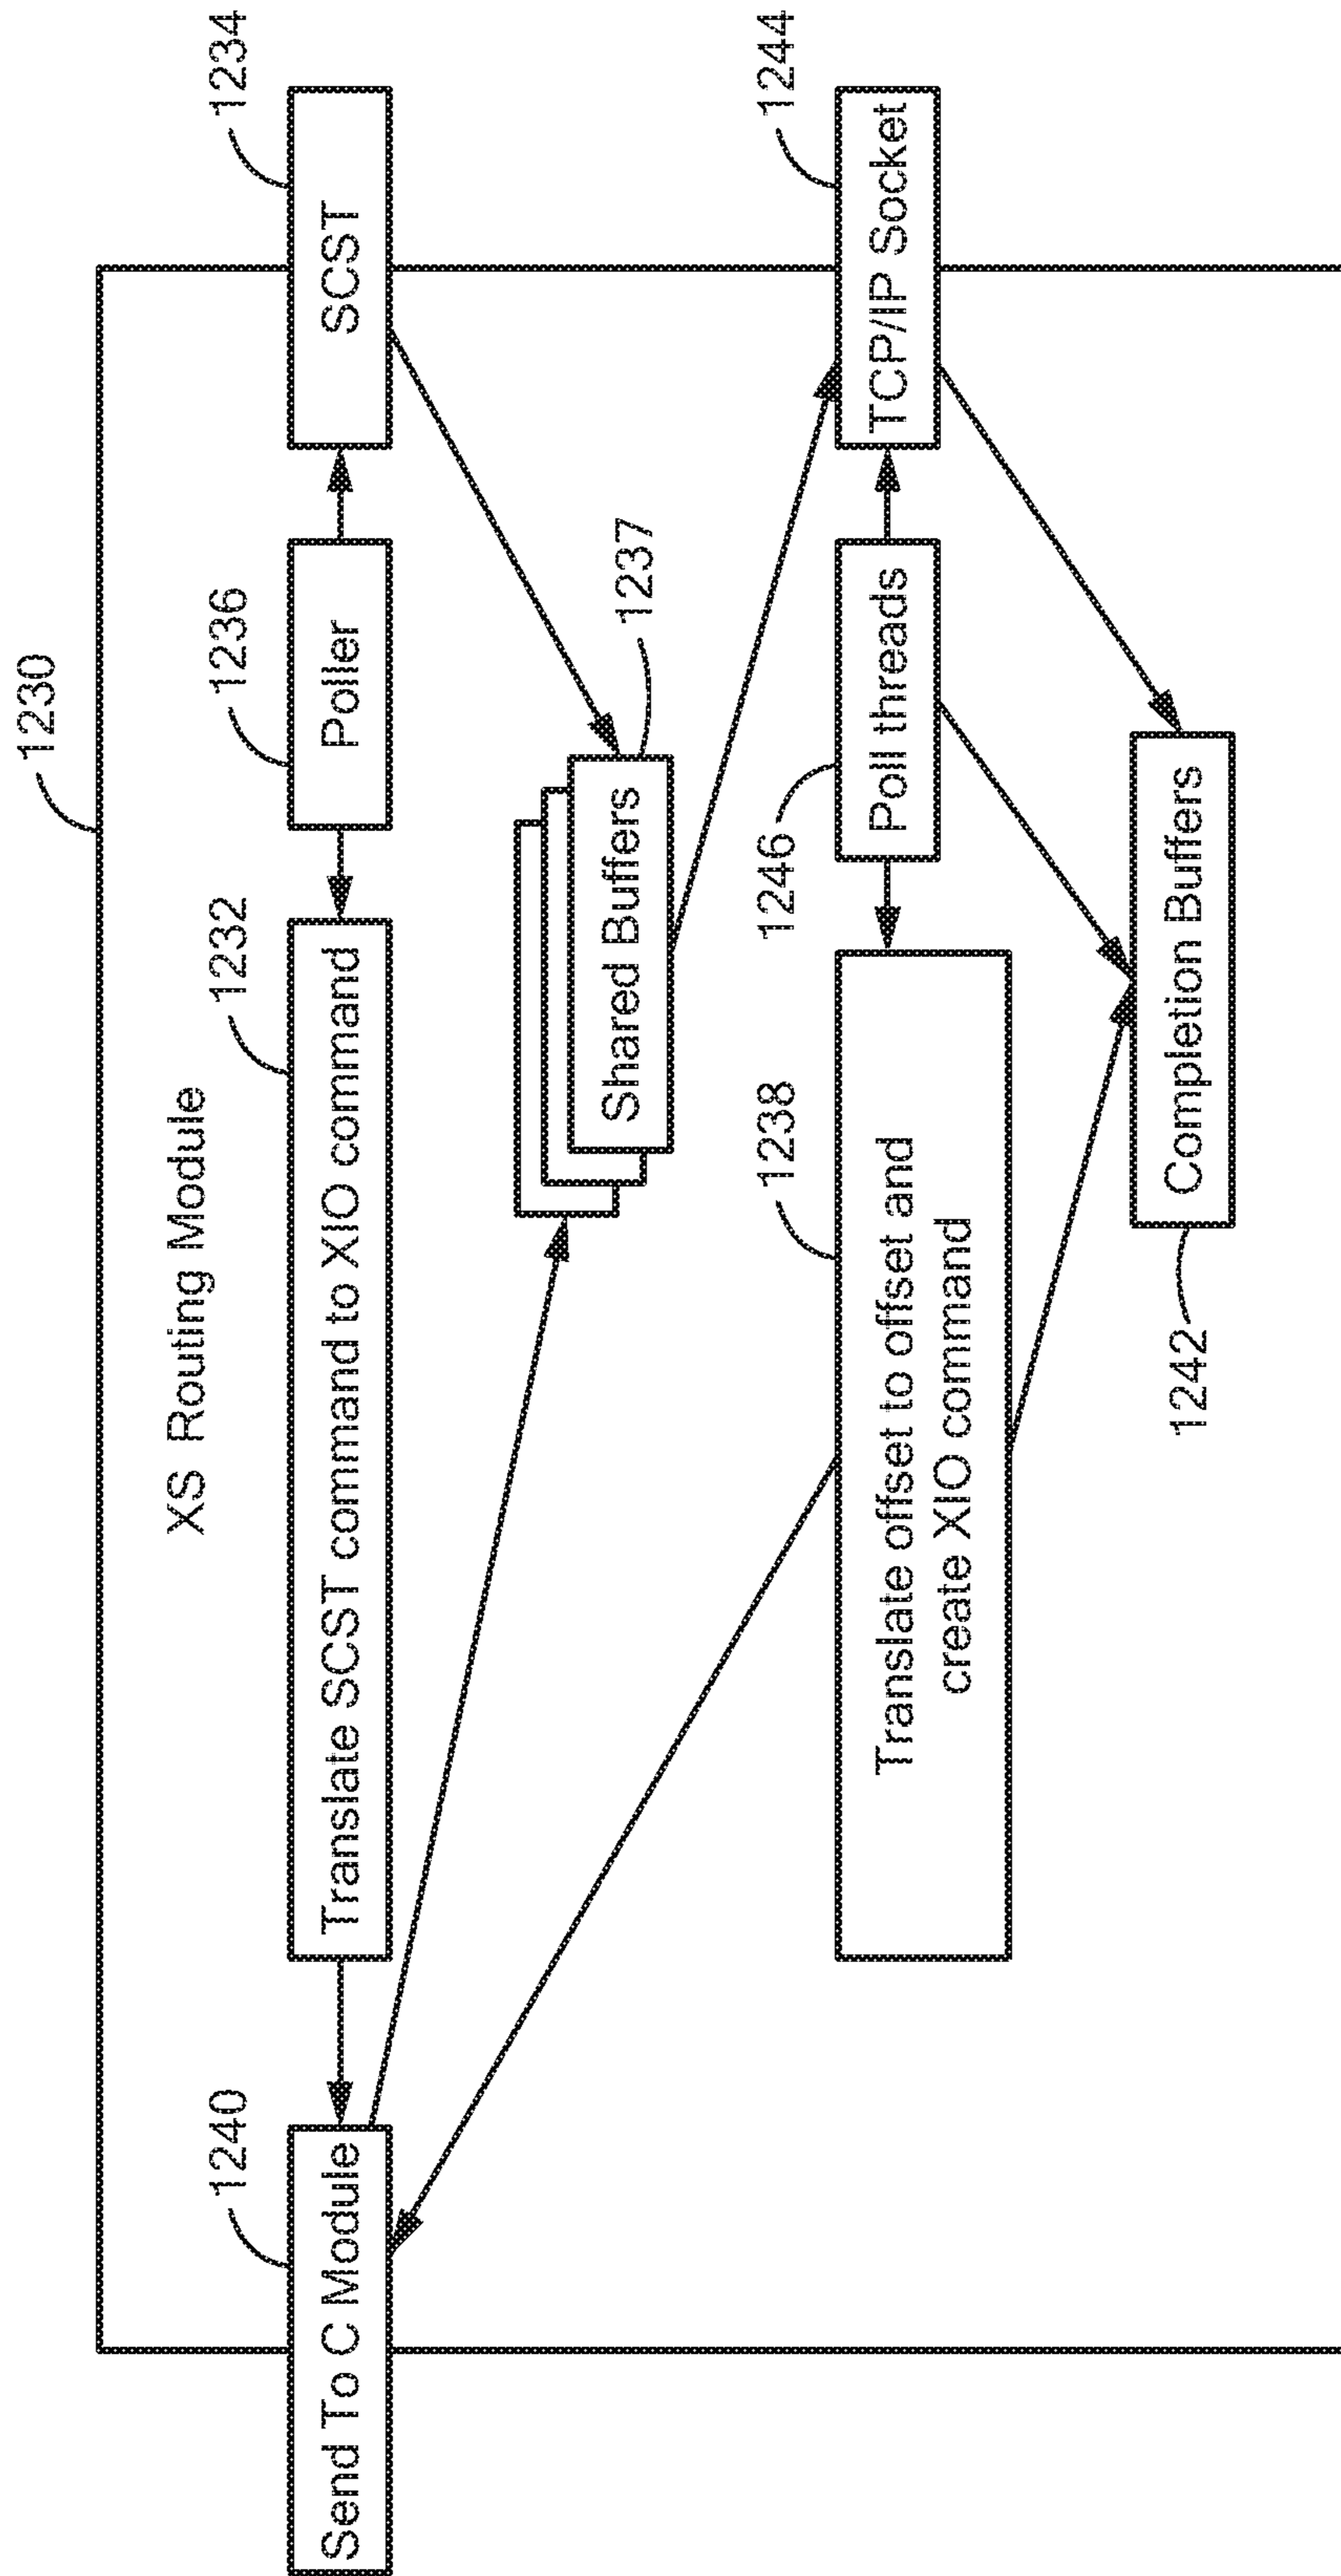 1230
XS Routing Module
1240
1232
1236
1234
Send To C Module
Translate SCST command to XIO command
Poller
SCST
Shared Buffers
1237
1238
1246
1244
Translate offset to offset and
create XIO command
Poll threads
TCP/IP Socket
1242
Completion Buffers